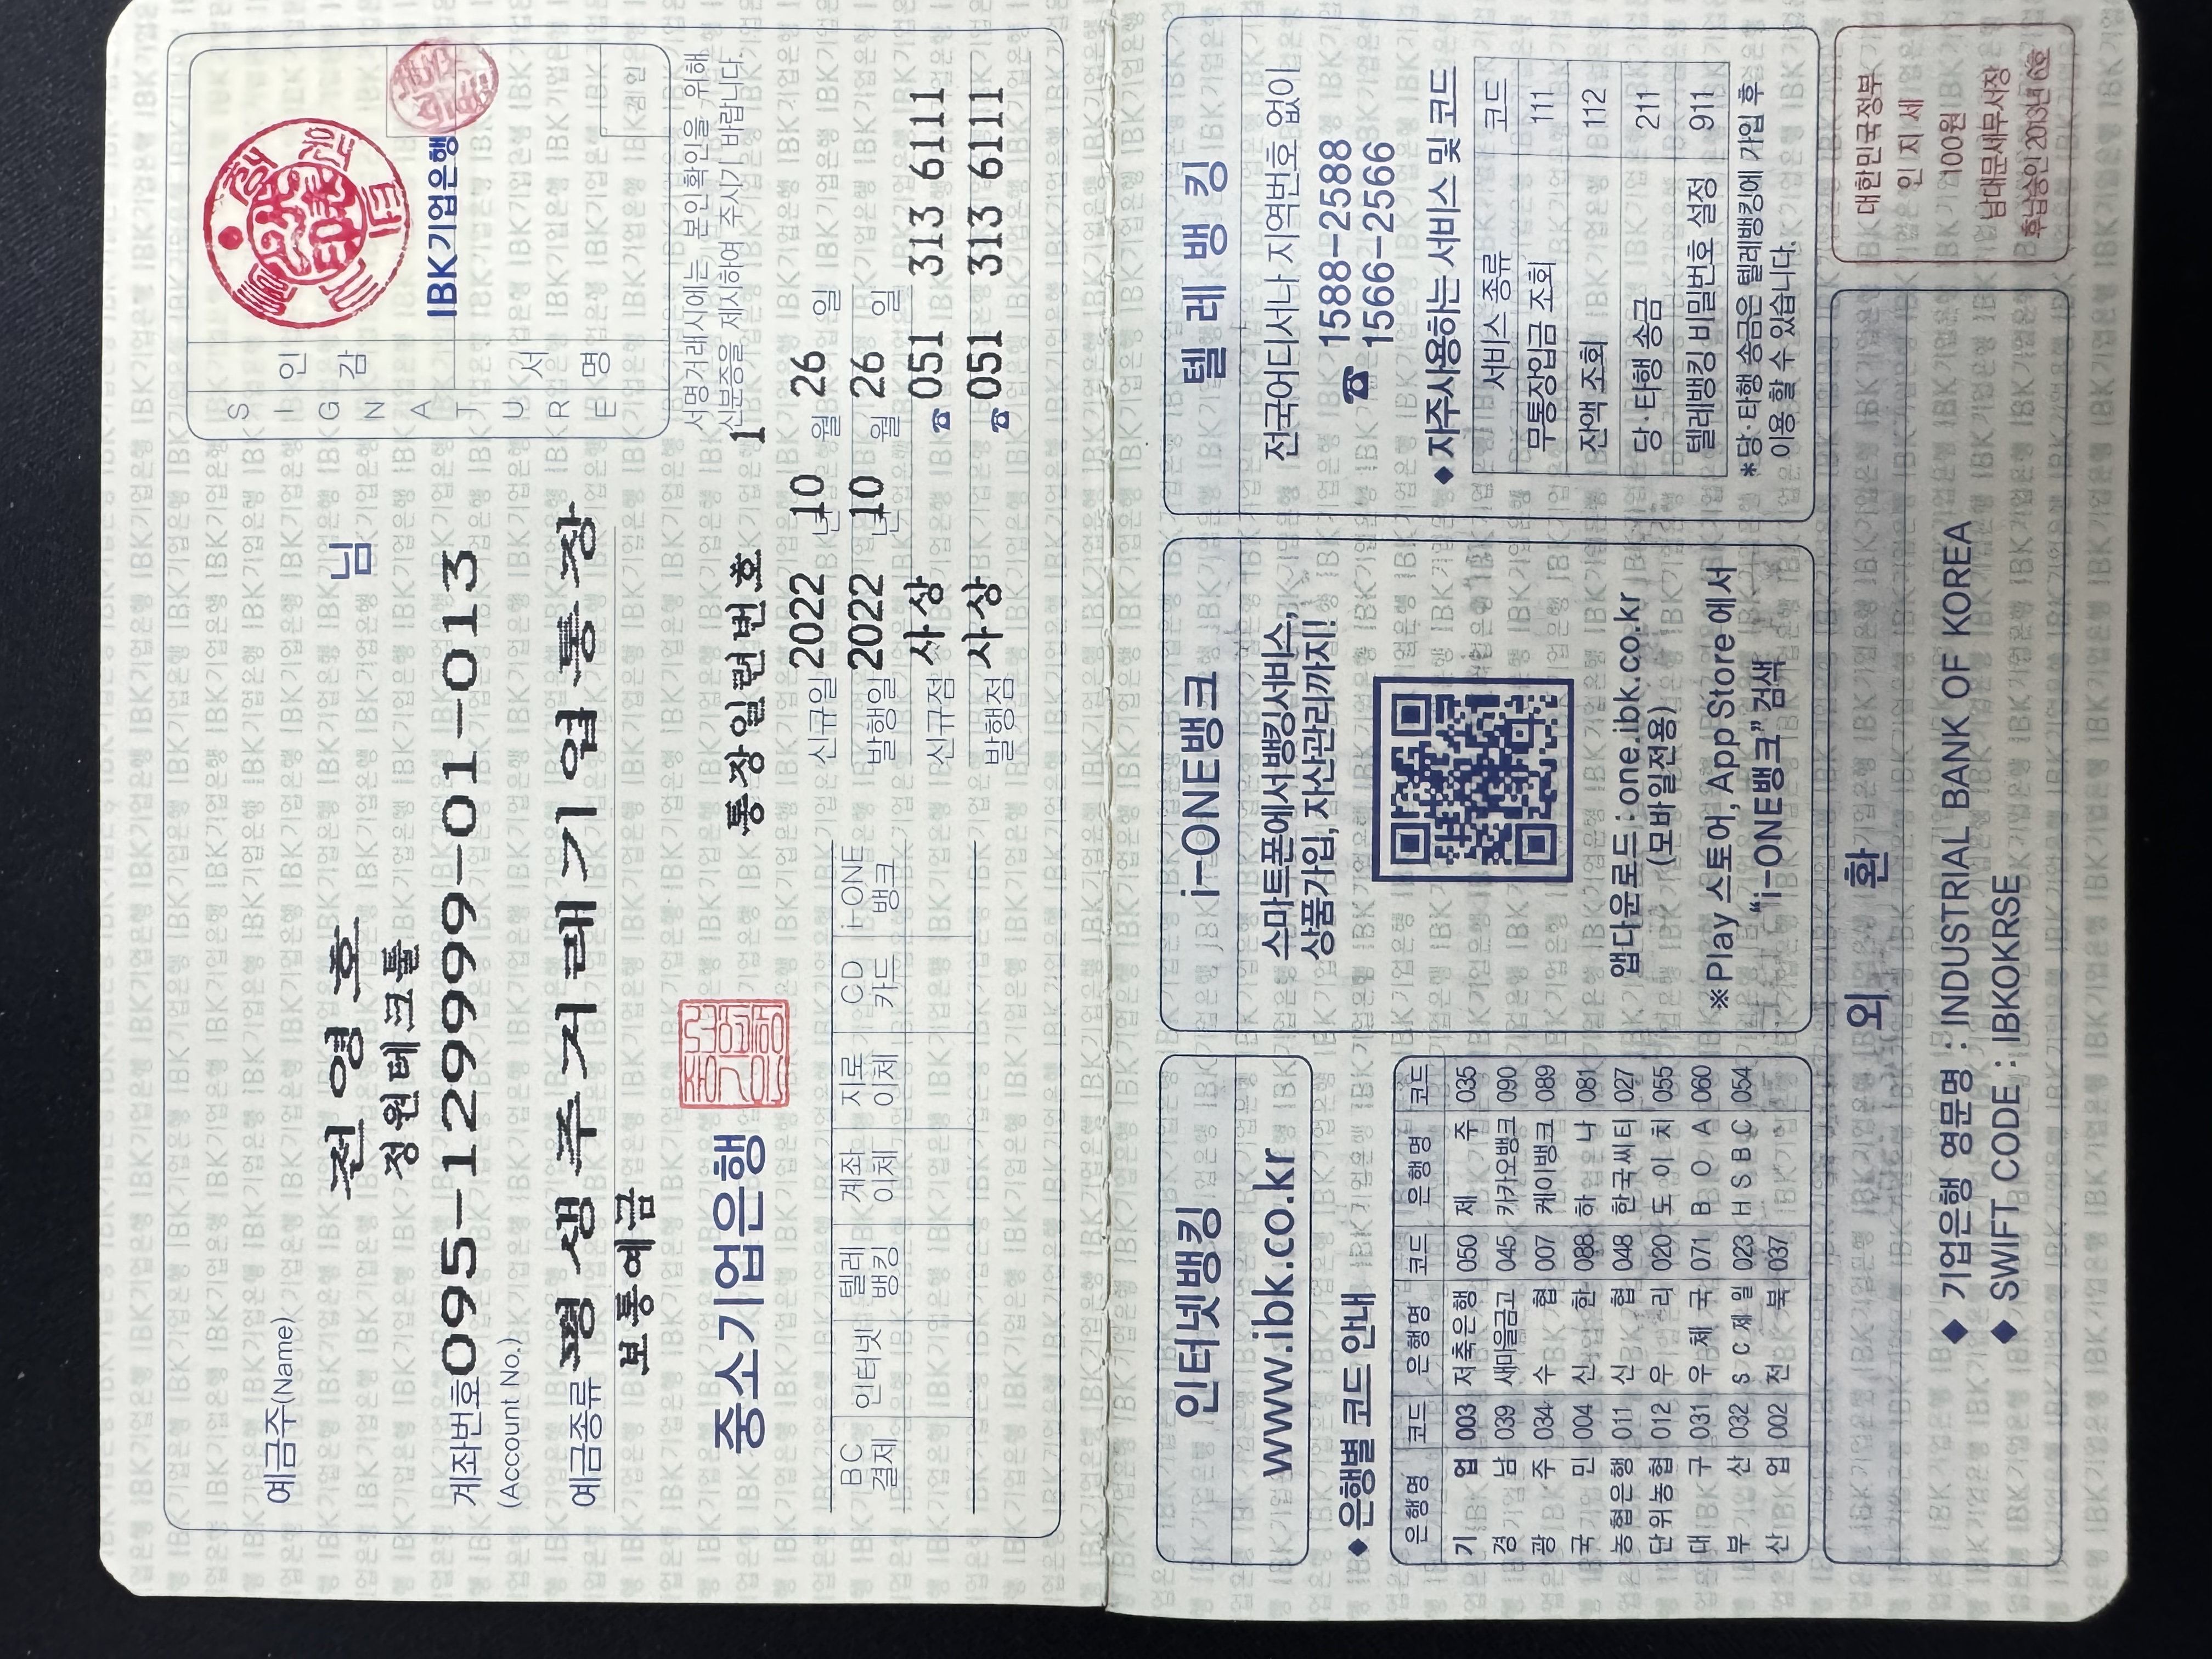 예금주(Name)
전영호 님
정원테크툴
계좌번호 095-129999-01-013
(Account No.)
예금종류 평생주거래기업통장
보통예금
중소기업은행
통장일련번호 1
SIGNATURE
인감
IBK기업은행
서명
검인
서명거래시에는 본인확인을 위해
신분증을 제시하여 주시기 바랍니다.
신규일 2022 년 10 월 26 일
발행일 2022 년 10 월 26 일
신규점 사상 ☎ 051 313 6111
발행점 사상 ☎ 051 313 6111
BC결제 인터넷 텔레뱅킹 계좌이체 지로이체 CD카드 i-ONE뱅크
인터넷뱅킹
www.ibk.co.kr
◆ 은행별 코드 안내
은행명 코드 은행명 코드 은행명 코드
기업 003 저축은행 050 제주 035
경남 039 새마을금고 045 카카오뱅크 090
광주 034 수협 007 케이뱅크 089
국민 004 신한 088 하나 081
농협은행 011 신협 048 한국씨티 027
단위농협 012 우리 020 도이치 055
대구 031 우체국 071 BOA 060
부산 032 SC제일 023 HSBC 054
산업 002 전북 037
i-ONE뱅크
스마트폰에서 뱅킹서비스,
상품가입, 자산관리까지!
앱다운로드 : one.ibk.co.kr
(모바일전용)
※Play 스토어, App Store 에서
“i-ONE뱅크” 검색
텔레뱅킹
전국어디서나 지역번호 없이
☎ 1588-2588
1566-2566
◆ 자주사용하는 서비스 및 코드
서비스 종류 코드
무통장입금 조회 111
잔액 조회 112
당·타행 송금 211
텔레뱅킹 비밀번호 설정 911
*당·타행 송금은 텔레뱅킹에 가입 후
이용 할 수 있습니다.
외 환
◆ 기업은행 영문명 : INDUSTRIAL BANK OF KOREA
◆ SWIFT CODE : IBKOKRSE
대한민국정부
인 지 세
100원
남대문세무서장
후납승인 2013년 6호